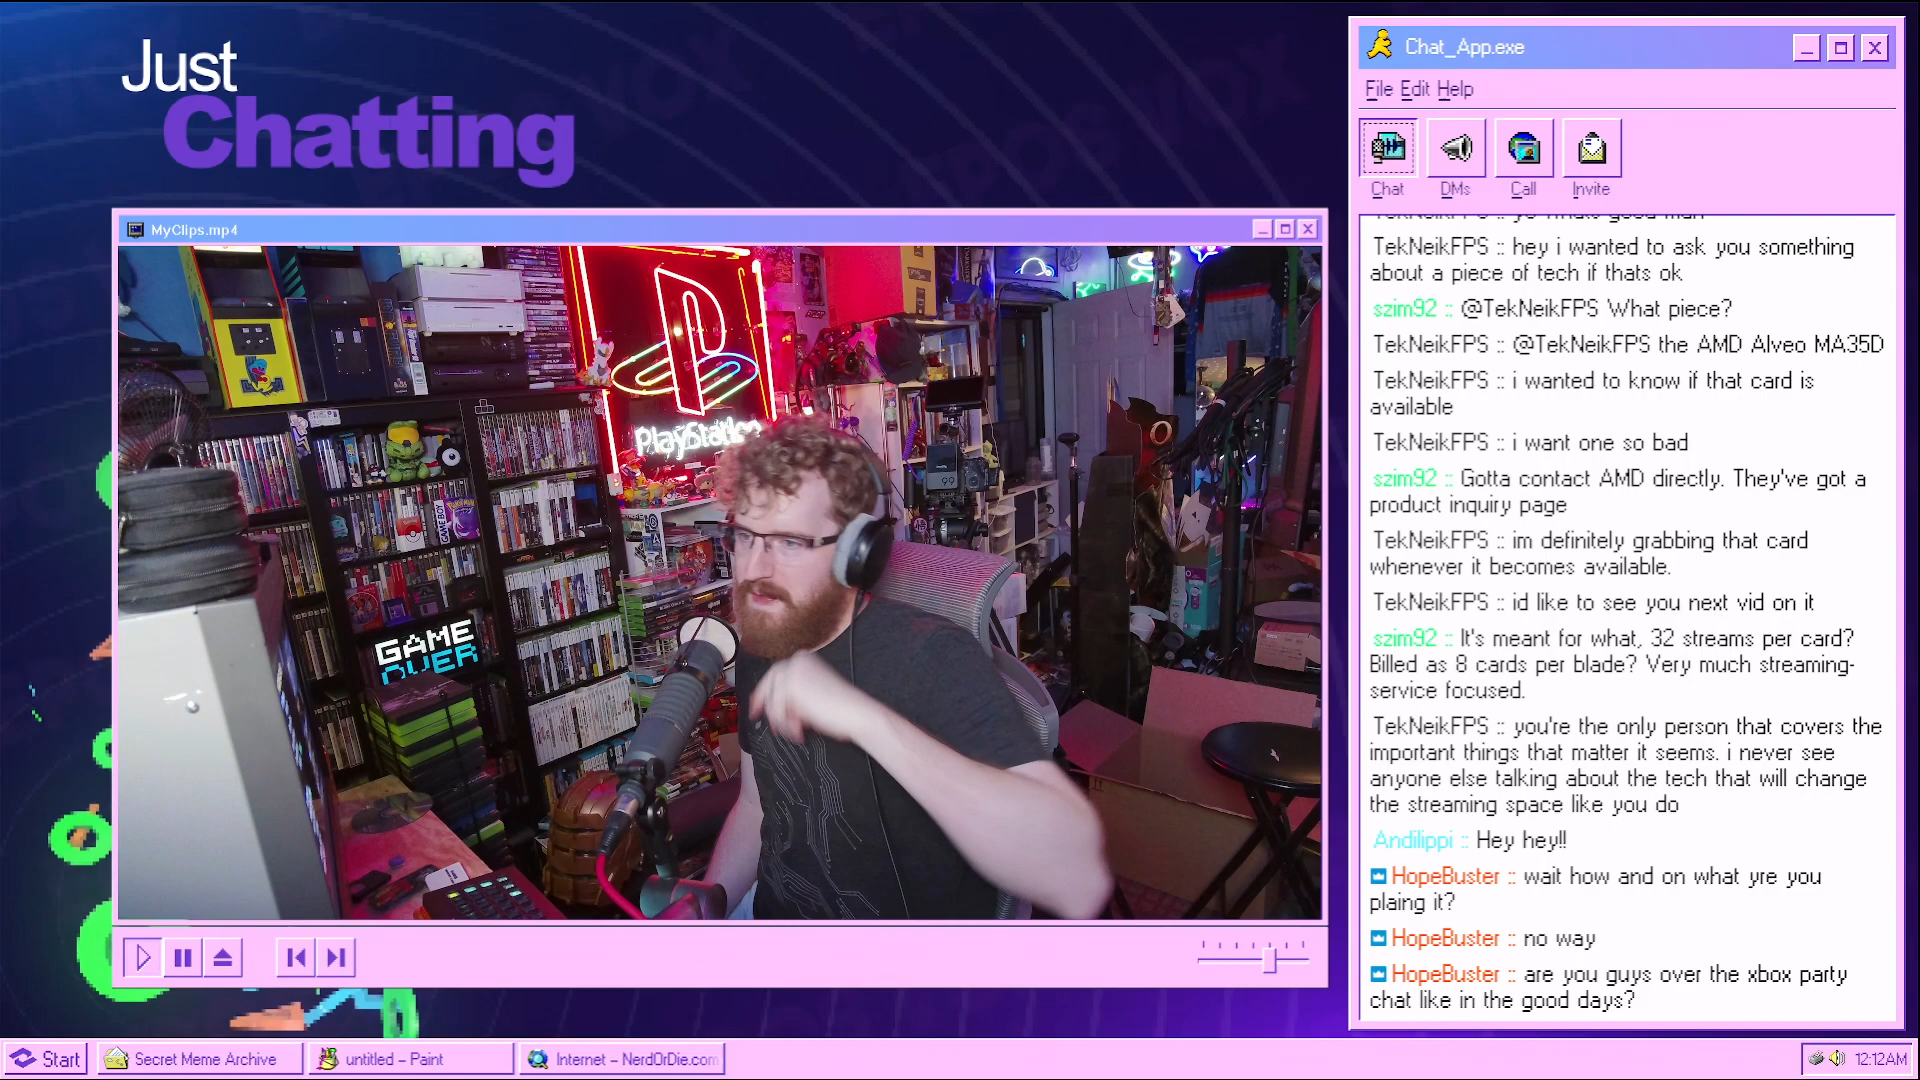 Just
Chatting
MyClips.mp4
PlayStation
GAME
OVER
Chat_App.exe
File Edit Help
Chat DMs Call Invite
TekNeikFPS :: hey i wanted to ask you something
about a piece of tech if thats ok
szim92 :: @TekNeikFPS What piece?
TekNeikFPS :: @TekNeikFPS the AMD Alveo MA35D
TekNeikFPS :: i wanted to know if that card is
available
TekNeikFPS :: i want one so bad
szim92 :: Gotta contact AMD directly. They've got a
product inquiry page
TekNeikFPS :: im definitely grabbing that card
whenever it becomes available.
TekNeikFPS :: id like to see you next vid on it
szim92 :: It's meant for what, 32 streams per card?
Billed as 8 cards per blade? Very much streaming-
service focused.
TekNeikFPS :: you're the only person that covers the
important things that matter it seems. i never see
anyone else talking about the tech that will change
the streaming space like you do
Andilippi :: Hey hey!!
HopeBuster :: wait how and on what yre you
plaing it?
HopeBuster :: no way
HopeBuster :: are you guys over the xbox party
chat like in the good days?
Start
Secret Meme Archive
untitled - Paint
Internet - NerdOrDie.com
12:12AM